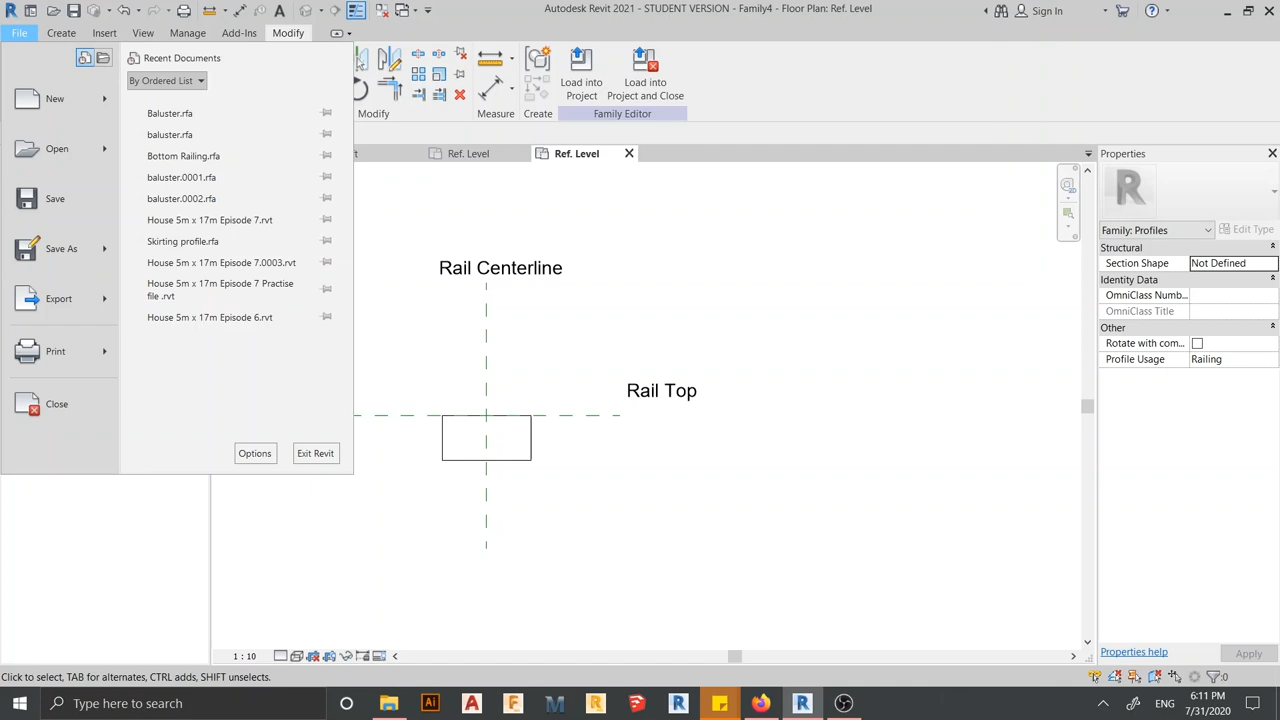 Autodesk Revit 2021 - STUDENT VERSION - Family4 - Floor Plan: Ref. Level
Sign In
File Create Insert View Manage Add-Ins Modify
Recent Documents
By Ordered List
New
Open
Save
Save As
Export
Print
Close
Baluster.rfa
baluster.rfa
Bottom Railing.rfa
baluster.0001.rfa
baluster.0002.rfa
House 5m x 17m Episode 7.rvt
Skirting profile.rfa
House 5m x 17m Episode 7.0003.rvt
House 5m x 17m Episode 7 Practise
file .rvt
House 5m x 17m Episode 6.rvt
Options Exit Revit
Load into
Project
Load into
Project and Close
Modify Measure Create Family Editor
Ref. Level
Ref. Level
Rail Centerline
Rail Top
Properties
R
Family: Profiles Edit Type
Structural
Section Shape Not Defined
Identity Data
OmniClass Numb...
OmniClass Title
Other
Rotate with com...
Profile Usage Railing
Properties help Apply
1 : 10
Click to select, TAB for alternates, CTRL adds, SHIFT unselects.
:0
Type here to search
ENG
6:11 PM
7/31/2020